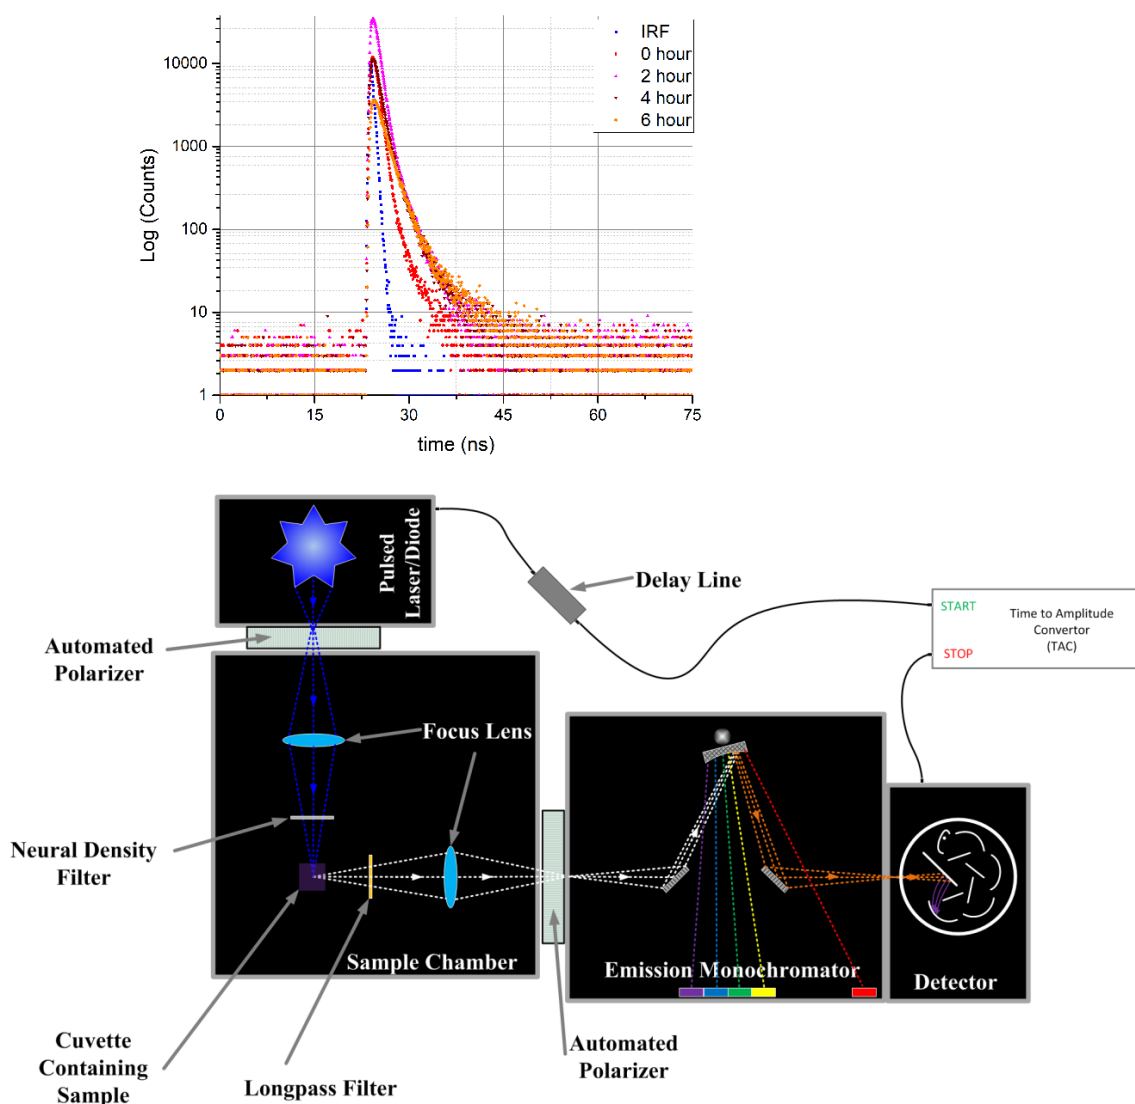 IRF
0 hour
2 hour
4 hour
6 hour
10000
1000
100
10
1
Log (Counts)
0 15 30 45 60 75
time (ns)
Pulsed
Laser/Diode
Delay Line
START
Time to Amplitude
Convertor
(TAC)
STOP
Automated
Polarizer
Focus Lens
Neural Density
Filter
Sample Chamber
Emission Monochromator
Detector
Cuvette
Containing
Sample
Longpass Filter
Automated
Polarizer